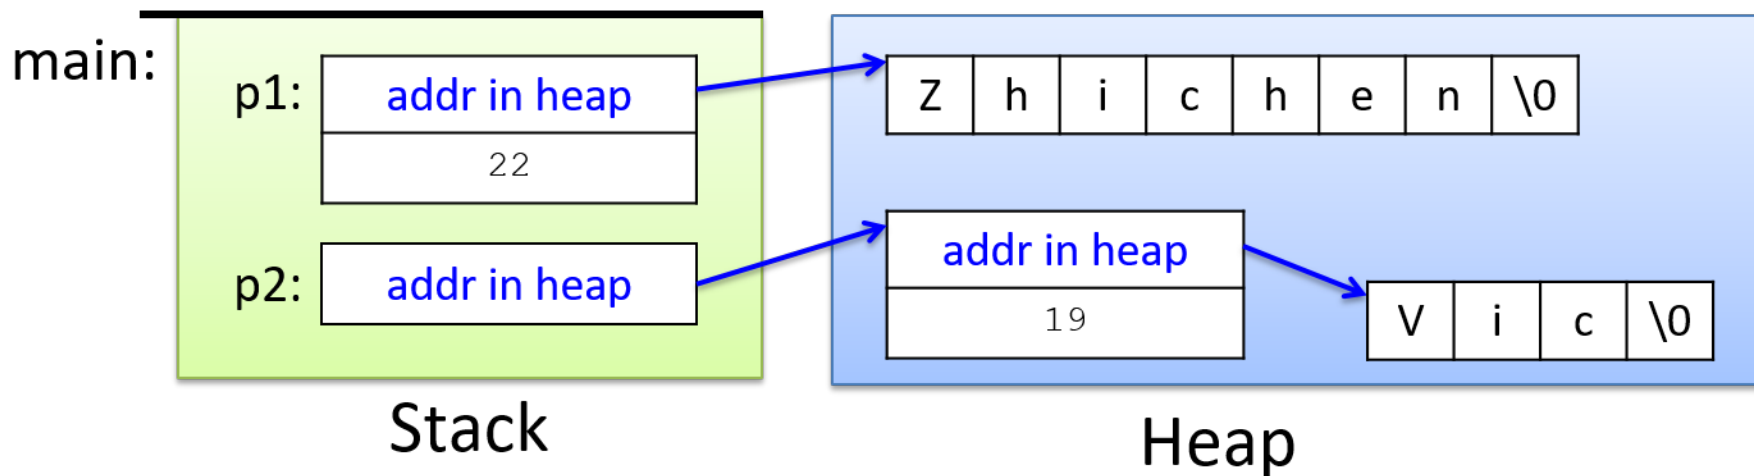 main:
p1: addr in heap
22
Z h i c h e n \0
p2: addr in heap
addr in heap
19
V i c \0
Stack
Heap